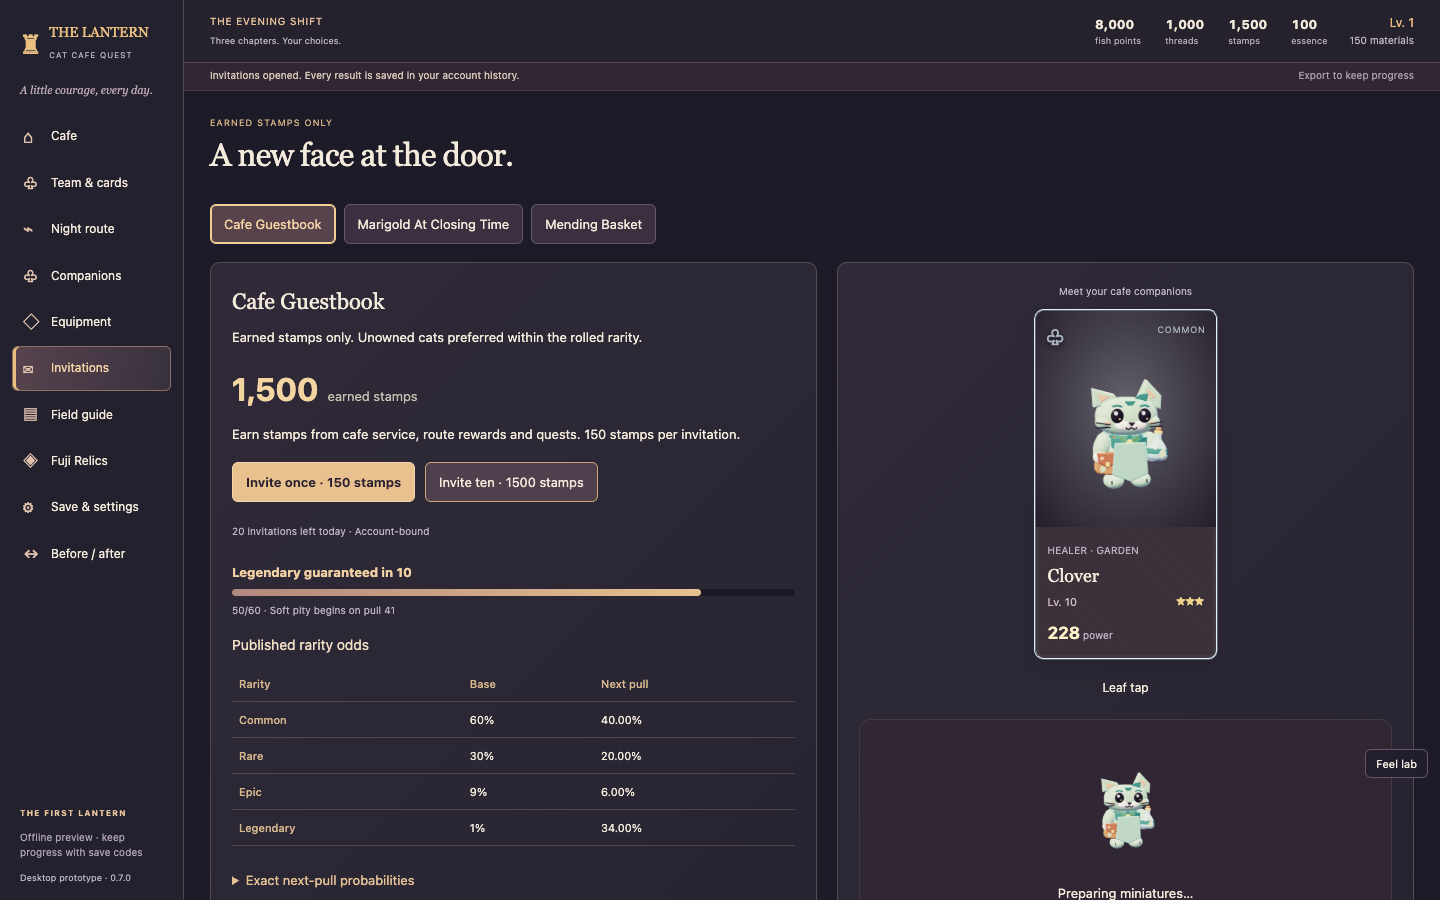 THE LANTERN
CAT CAFE QUEST
A little courage, every day.
Cafe
Team & cards
Night route
Companions
Equipment
Invitations
Field guide
Fuji Relics
Save & settings
Before / after
THE FIRST LANTERN
Offline preview · keep
progress with save codes
Desktop prototype · 0.7.0
THE EVENING SHIFT
Three chapters. Your choices.
8,000
fish points
1,000
threads
1,500
stamps
100
essence
Lv. 1
150 materials
Invitations opened. Every result is saved in your account history.
Export to keep progress
EARNED STAMPS ONLY
A new face at the door.
Cafe Guestbook
Marigold At Closing Time
Mending Basket
Cafe Guestbook
Earned stamps only. Unowned cats preferred within the rolled rarity.
1,500 earned stamps
Earn stamps from cafe service, route rewards and quests. 150 stamps per invitation.
Invite once · 150 stamps
Invite ten · 1500 stamps
20 invitations left today · Account-bound
Legendary guaranteed in 10
50/60 · Soft pity begins on pull 41
Published rarity odds
Rarity Base Next pull
Common 60% 40.00%
Rare 30% 20.00%
Epic 9% 6.00%
Legendary 1% 34.00%
Exact next-pull probabilities
Meet your cafe companions
COMMON
HEALER · GARDEN
Clover
Lv. 10
228 power
Leaf tap
Feel lab
Preparing miniatures...